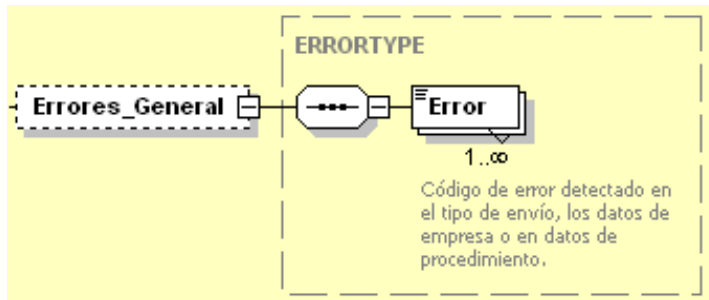 ERRORTYPE
Errores_General
Error
1..∞
Código de error detectado en
el tipo de envío, los datos de
empresa o en datos de
procedimiento.